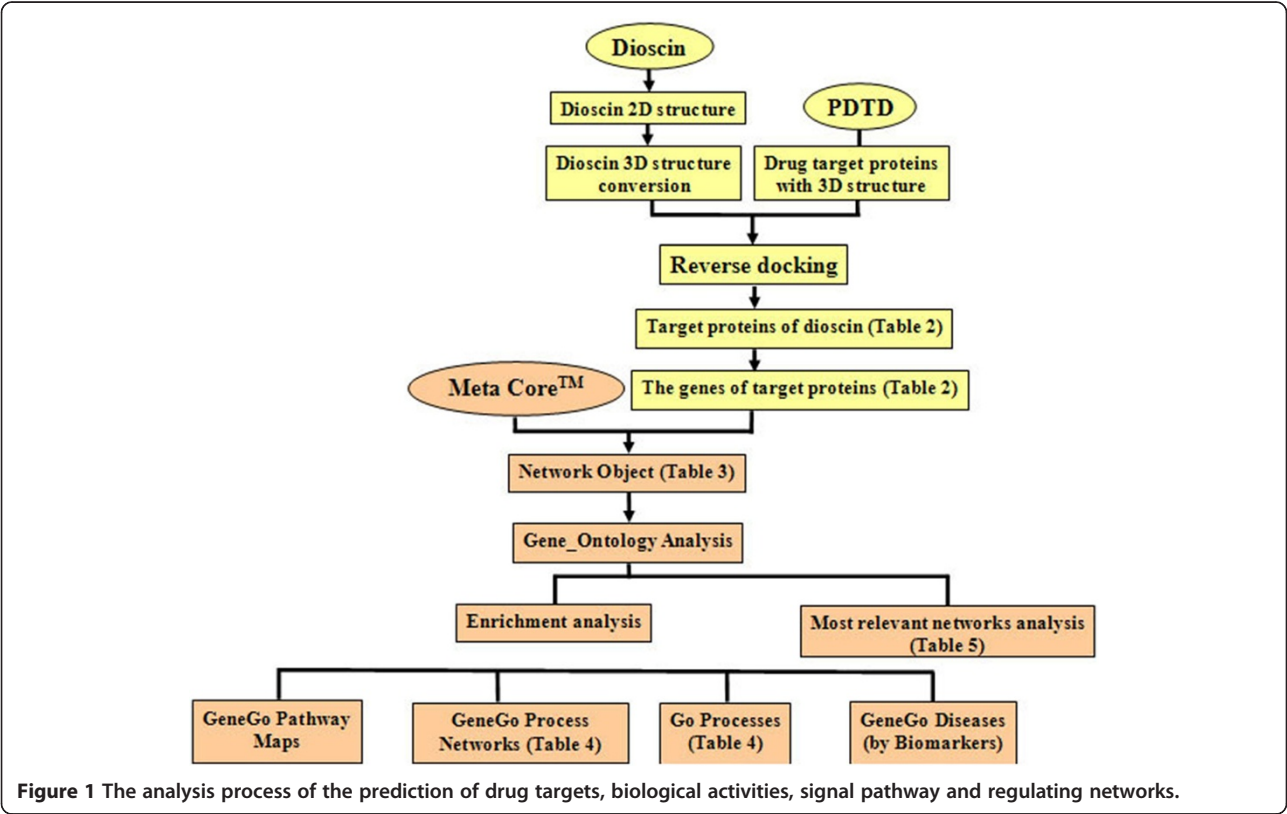 Dioscin
Dioscin 2D structure
PDTD
Dioscin 3D structure
conversion
Drug target proteins
with 3D structure
Reverse docking
Target proteins of dioscin (Table 2)
Meta Core™
The genes of target proteins (Table 2)
Network Object (Table 3)
Gene_Ontology Analysis
Enrichment analysis
Most relevant networks analysis
(Table 5)
GeneGo Pathway
Maps
GeneGo Process
Networks (Table 4)
Go Processes
(Table 4)
GeneGo Diseases
(by Biomarkers)
Figure 1 The analysis process of the prediction of drug targets, biological activities, signal pathway and regulating networks.